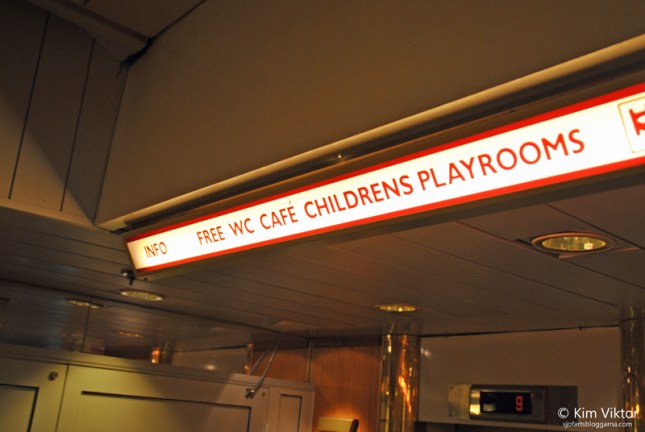 INFO FREE WC CAFÉ CHILDRENS PLAYROOMS
9
© Kim Viktor
sjofartsbloggarna.com